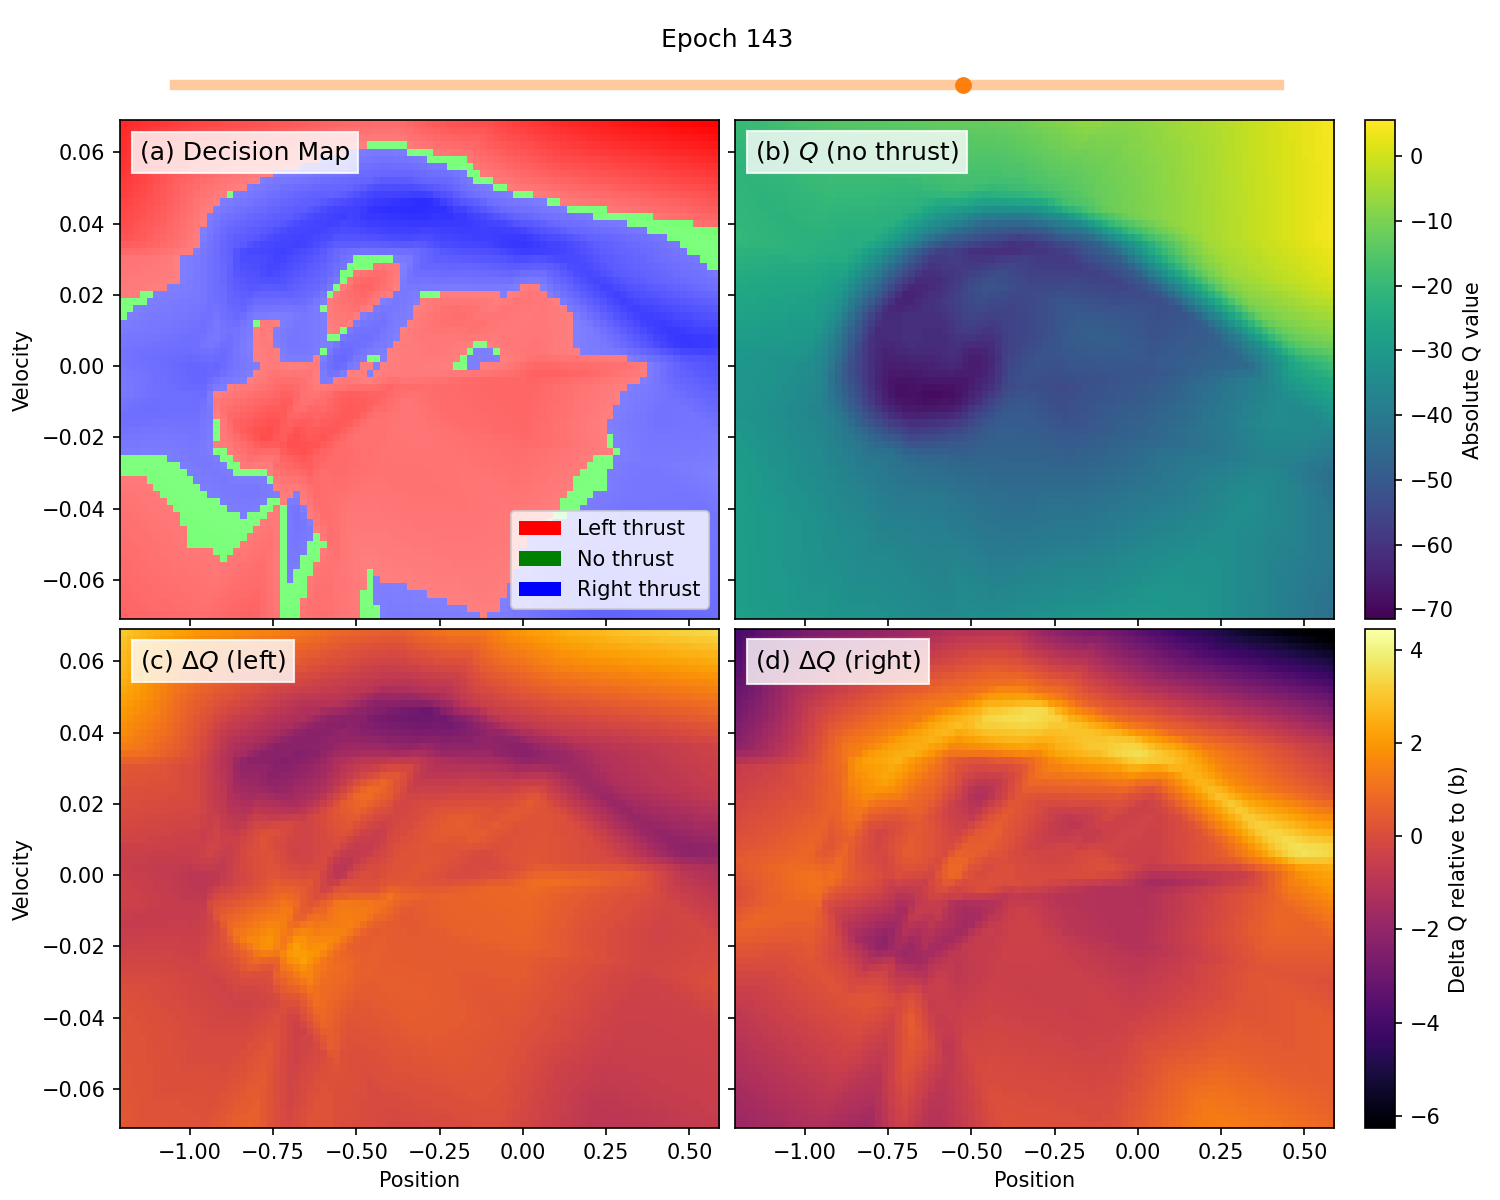 Epoch 143
(a) Decision Map
(b) Q (no thrust)
0.06
0.04
0.02
0.00
−0.02
−0.04
−0.06
Velocity
Left thrust
No thrust
Right thrust
0
−10
−20
−30
−40
−50
−60
−70
Absolute Q value
(c) ΔQ (left)
(d) ΔQ (right)
0.06
0.04
0.02
0.00
−0.02
−0.04
−0.06
Velocity
4
2
0
−2
−4
−6
Delta Q relative to (b)
−1.00 −0.75 −0.50 −0.25 0.00 0.25 0.50
Position
−1.00 −0.75 −0.50 −0.25 0.00 0.25 0.50
Position